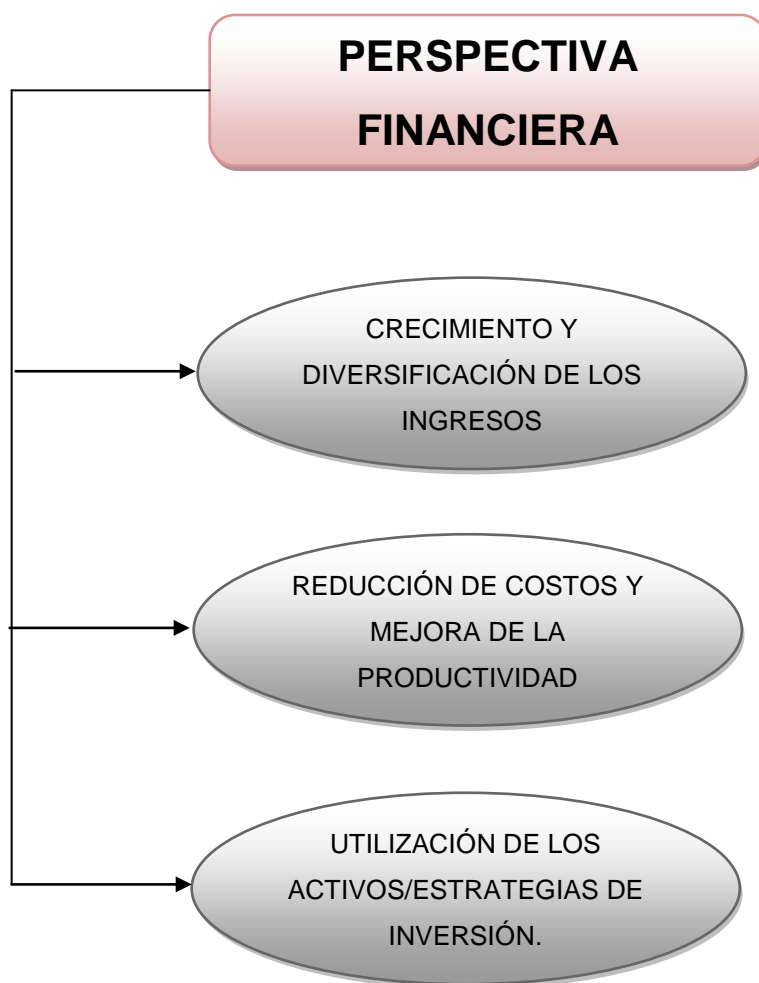 PERSPECTIVA
FINANCIERA
CRECIMIENTO Y
DIVERSIFICACIÓN DE LOS
INGRESOS
REDUCCIÓN DE COSTOS Y
MEJORA DE LA
PRODUCTIVIDAD
UTILIZACIÓN DE LOS
ACTIVOS/ESTRATEGIAS DE
INVERSIÓN.